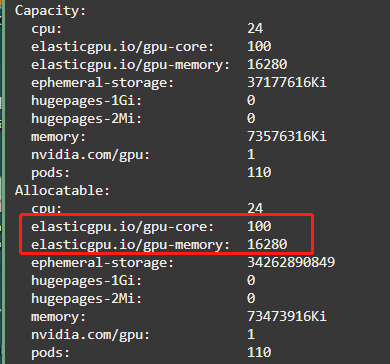 Capacity:
cpu: 24
elasticgpu.io/gpu-core: 100
elasticgpu.io/gpu-memory: 16280
ephemeral-storage: 37177616Ki
hugepages-1Gi: 0
hugepages-2Mi: 0
memory: 73576316Ki
nvidia.com/gpu: 1
pods: 110
Allocatable:
cpu: 24
elasticgpu.io/gpu-core: 100
elasticgpu.io/gpu-memory: 16280
ephemeral-storage: 34262890849
hugepages-1Gi: 0
hugepages-2Mi: 0
memory: 73473916Ki
nvidia.com/gpu: 1
pods: 110